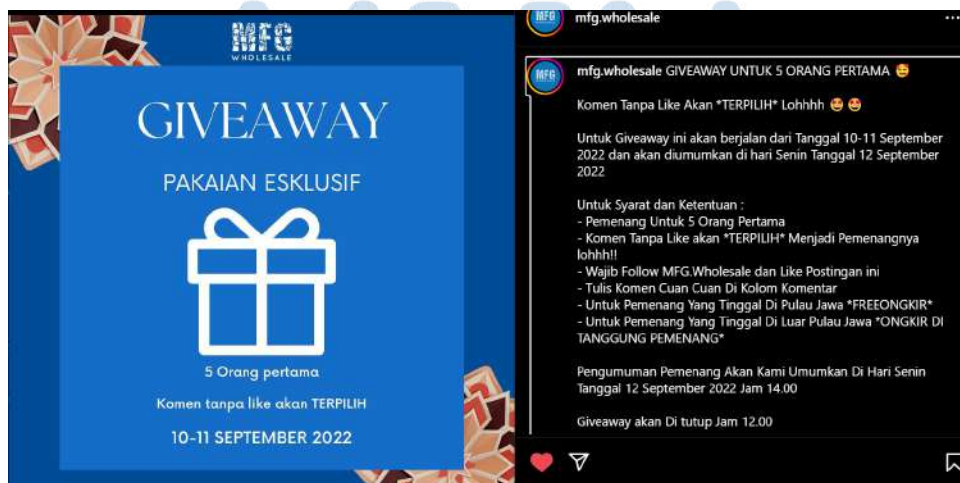 MFG
WHOLESALE
GIVEAWAY
PAKAIAN ESKLUSIF
5 Orang pertama
Komen tanpa like akan TERPILIH
10-11 SEPTEMBER 2022
MFG
mfg.wholesale
MFG
mfg.wholesale GIVEAWAY UNTUK 5 ORANG PERTAMA 🤩
Komen Tanpa Like Akan *TERPILIH* Lohhhh 🤩 🤩
Untuk Giveaway ini akan berjalan dari Tanggal 10-11 September
2022 dan akan diumumkan di hari Senin Tanggal 12 September
2022
Untuk Syarat dan Ketentuan :
- Pemenang Untuk 5 Orang Pertama
- Komen Tanpa Like akan *TERPILIH* Menjadi Pemenangnya
lohhh!!
- Wajib Follow MFG.Wholesale dan Like Postingan ini
- Tulis Komen Cuan Cuan Di Kolom Komentar
- Untuk Pemenang Yang Tinggal Di Pulau Jawa *FREEONGKIR*
- Untuk Pemenang Yang Tinggal Di Luar Pulau Jawa *ONGKIR DI
TANGGUNG PEMENANG*
Pengumuman Pemenang Akan Kami Umumkan Di Hari Senin
Tanggal 12 September 2022 Jam 14.00
Giveaway akan Di tutup Jam 12.00